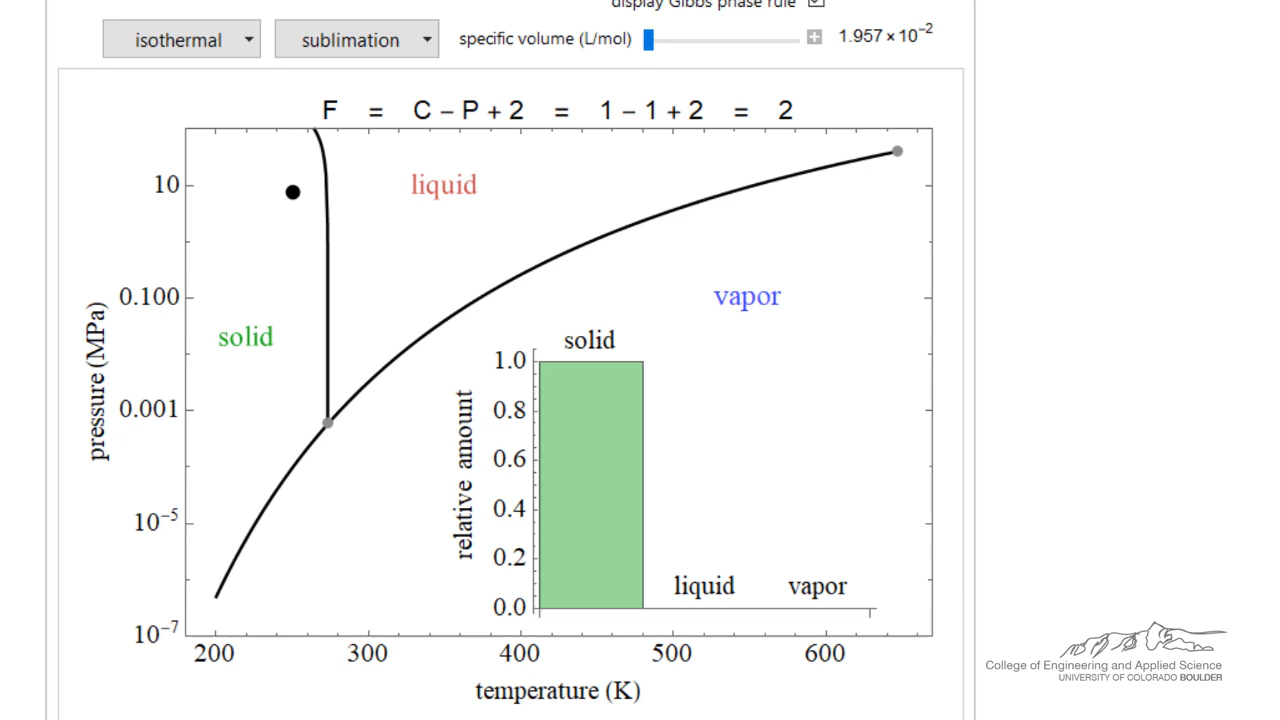 display Gibbs phase rule
isothermal
sublimation
specific volume (L/mol)
1.957 × 10⁻²
F = C – P + 2 = 1 – 1 + 2 = 2
10
0.100
0.001
10⁻⁵
10⁻⁷
pressure (MPa)
liquid
vapor
solid
solid
1.0
0.8
0.6
0.4
0.2
0.0
relative amount
liquid
vapor
200
300
400
500
600
temperature (K)
College of Engineering and Applied Science
UNIVERSITY OF COLORADO BOULDER